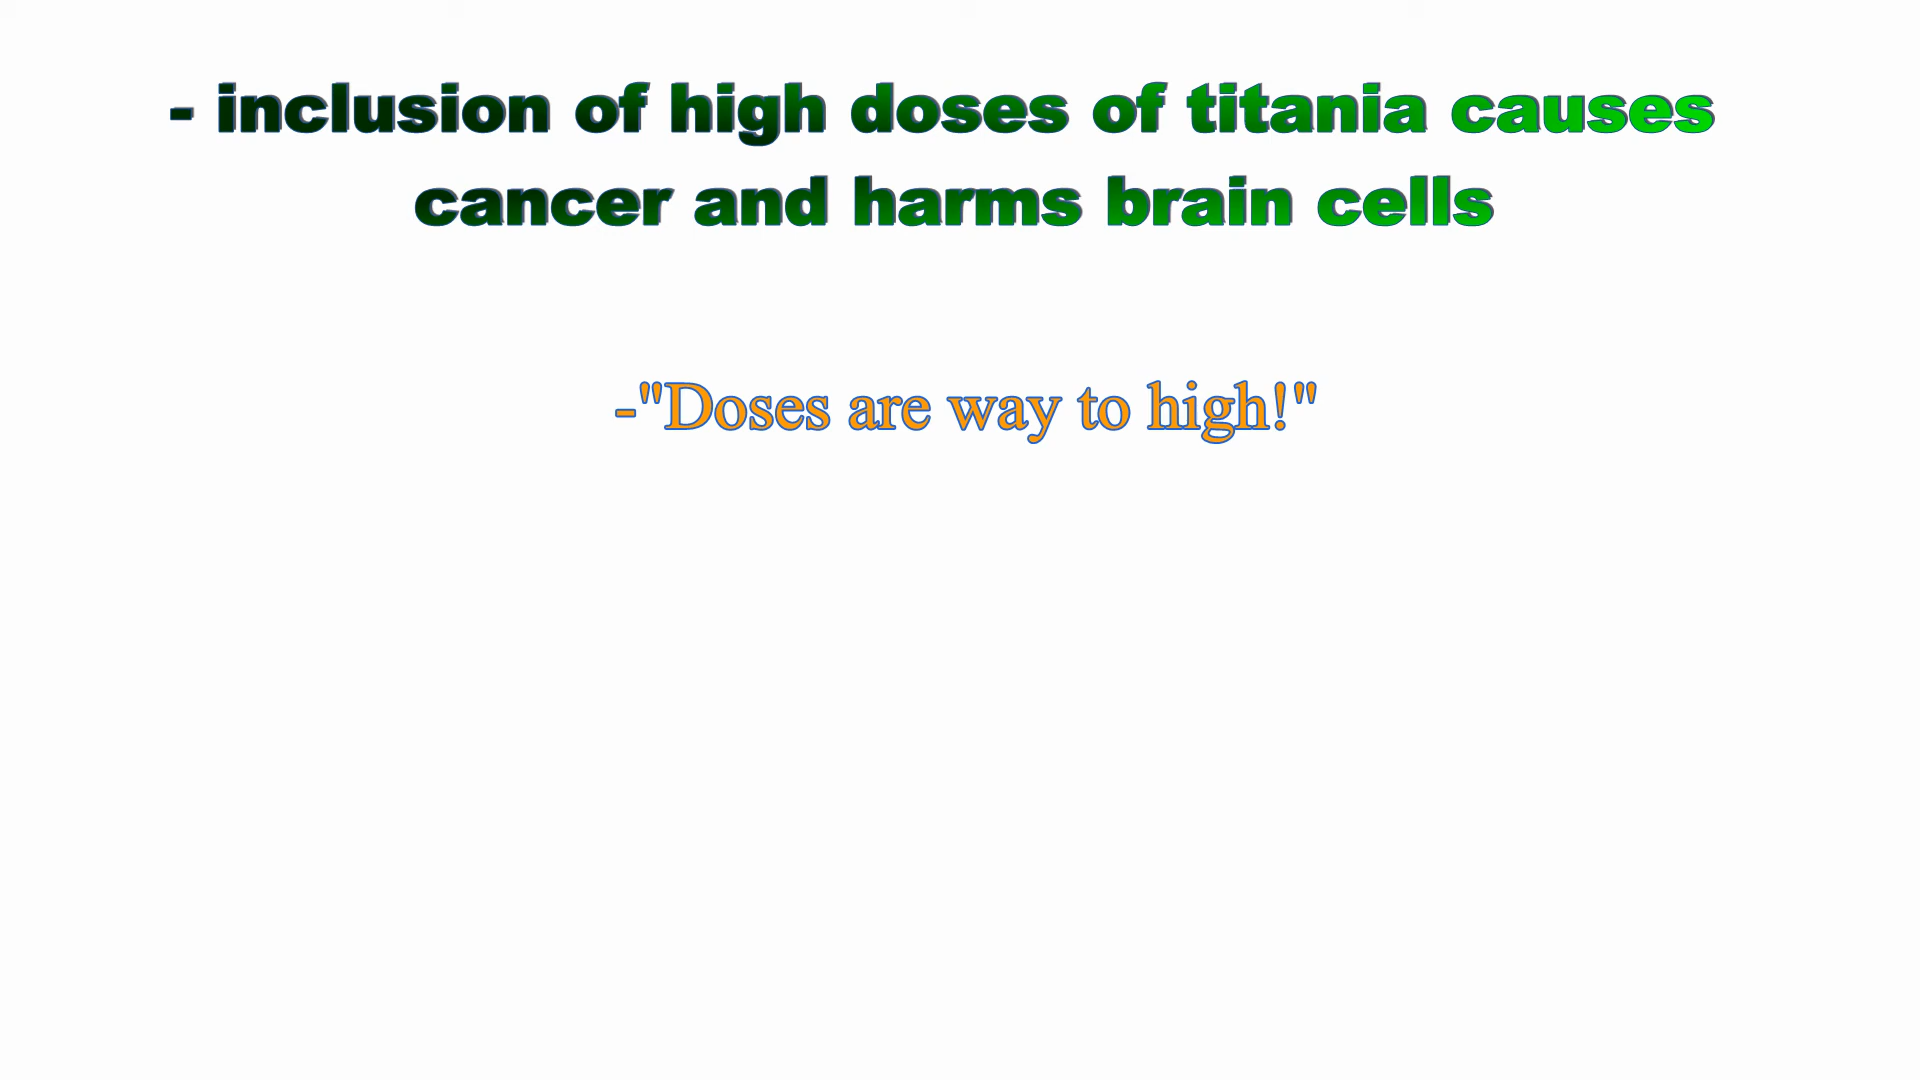 - inclusion of high doses of titania causes
cancer and harms brain cells
-"Doses are way to high!"